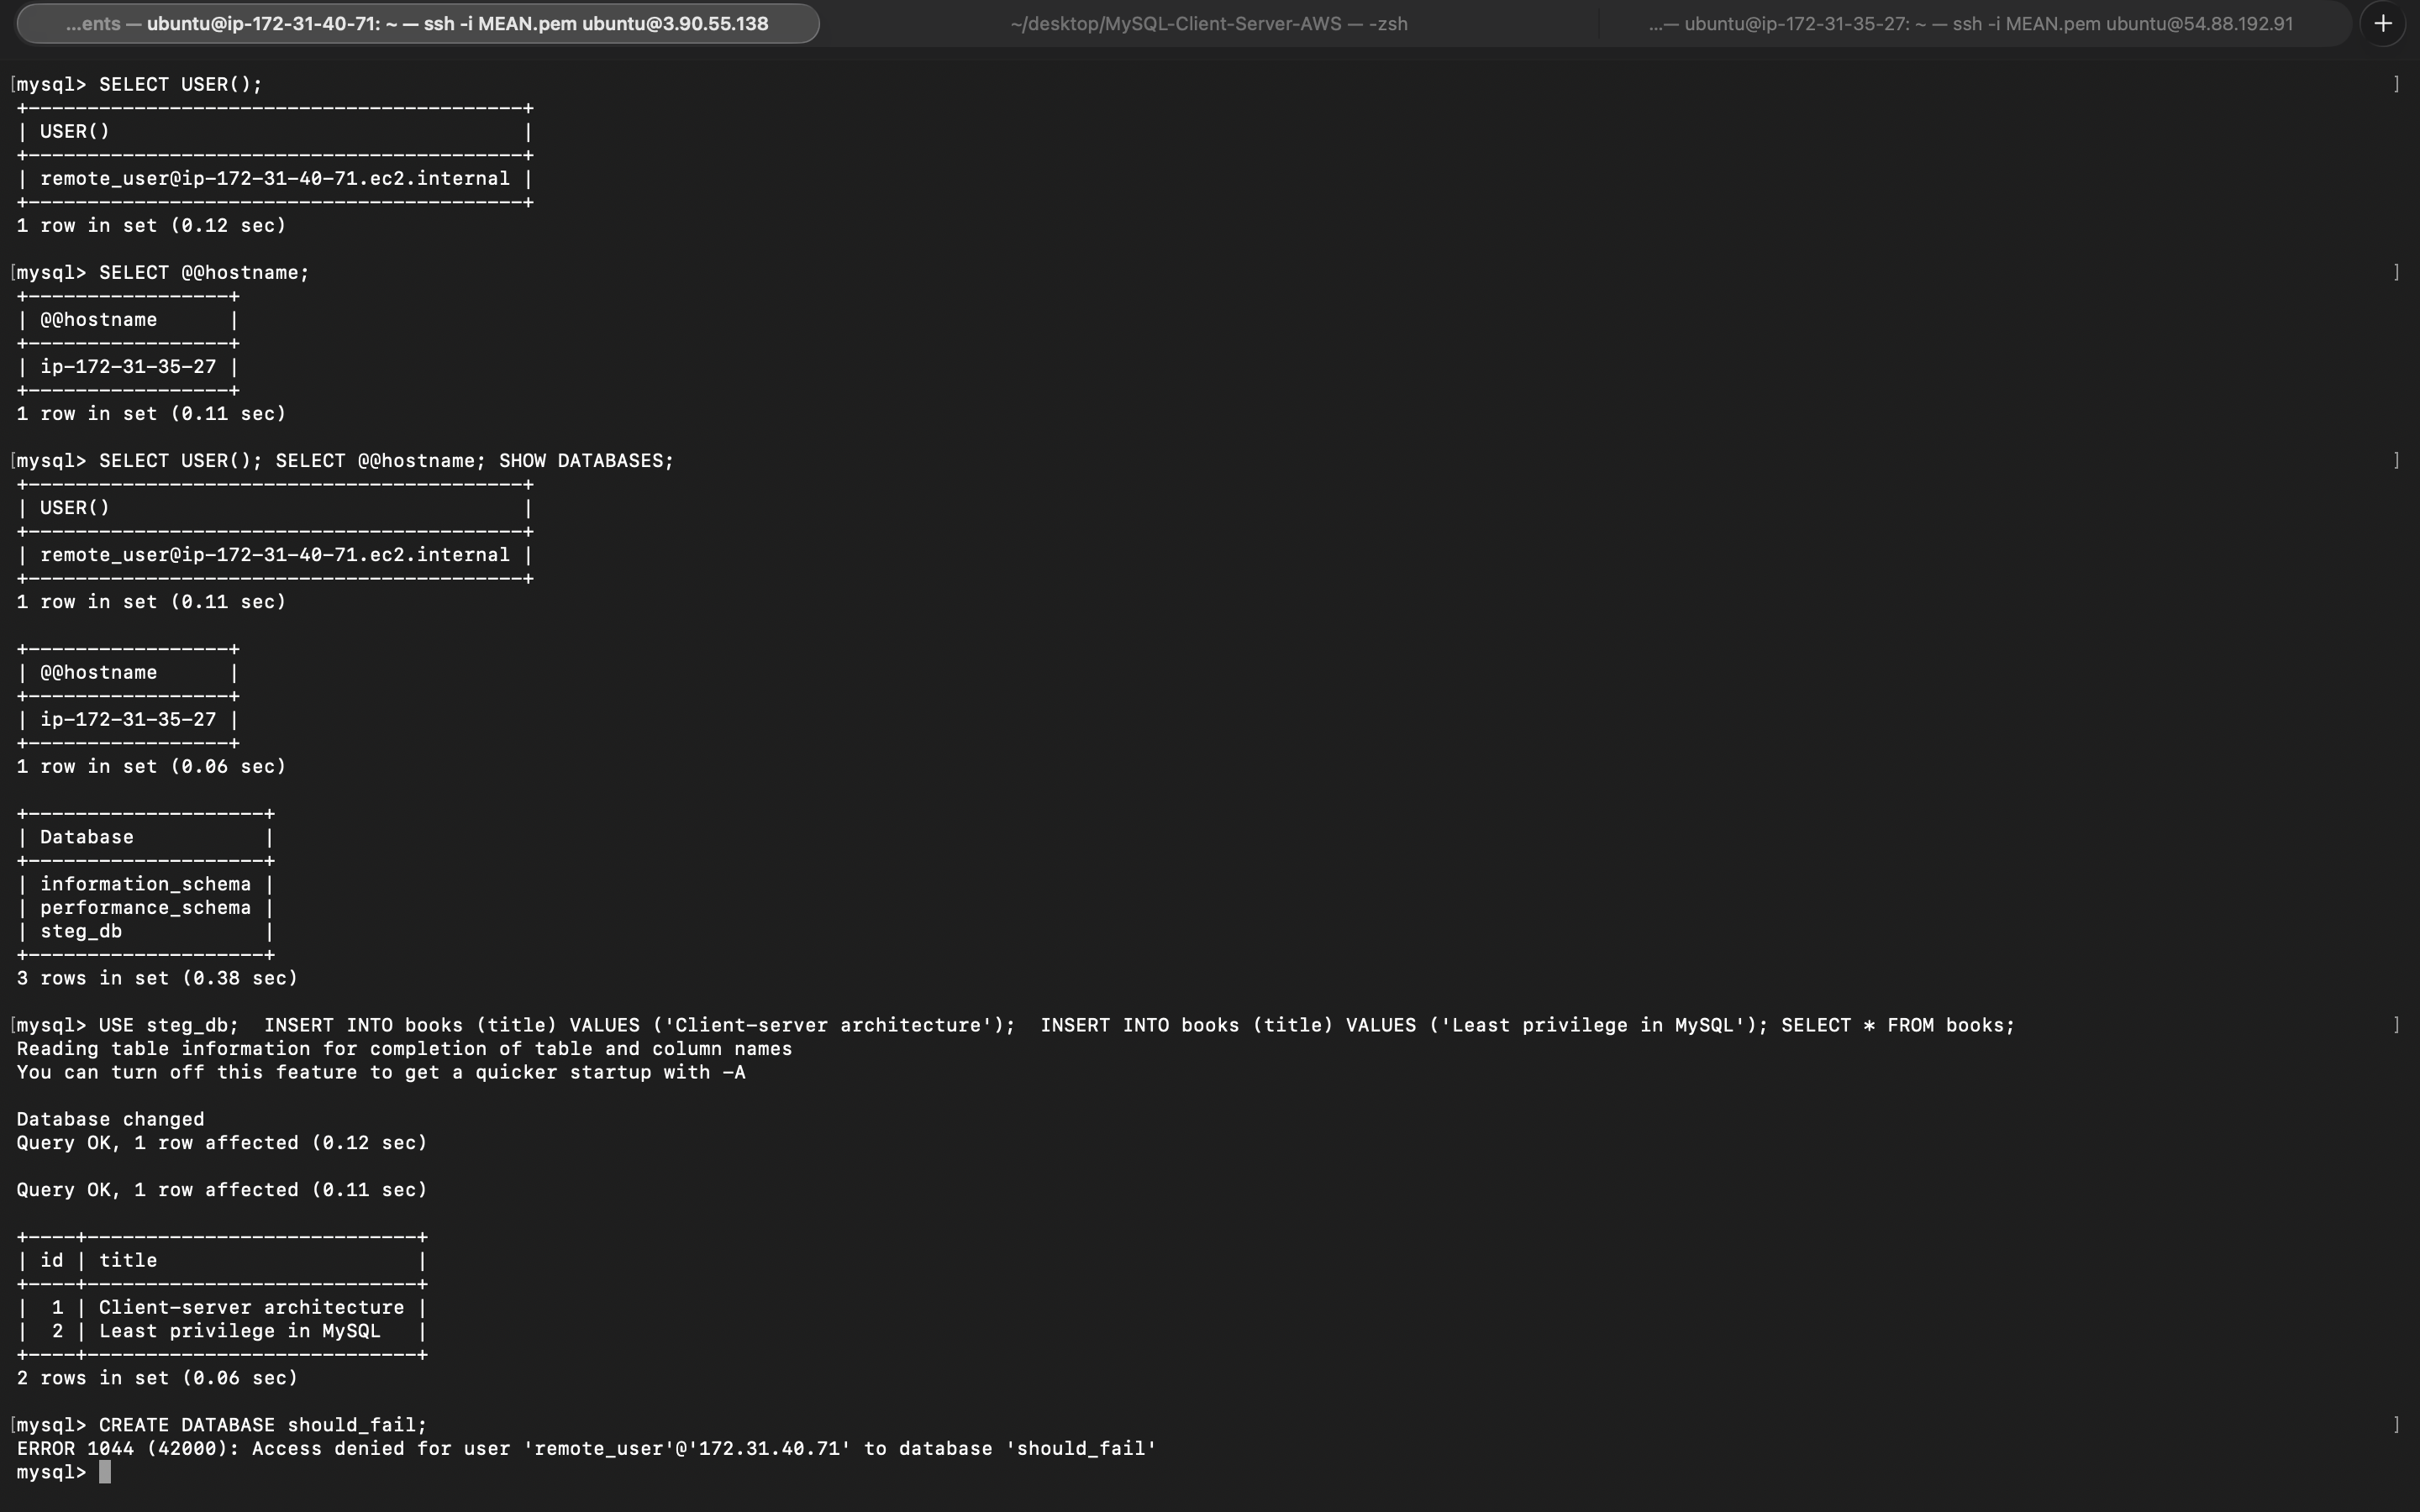 ...ents — ubuntu@ip-172-31-40-71: ~ — ssh -i MEAN.pem ubuntu@3.90.55.138
~/desktop/MySQL-Client-Server-AWS — -zsh
...— ubuntu@ip-172-31-35-27: ~ — ssh -i MEAN.pem ubuntu@54.88.192.91
+
[mysql> SELECT USER(); ]
+------------------------------------------+
| USER()                                   |
+------------------------------------------+
| remote_user@ip-172-31-40-71.ec2.internal |
+------------------------------------------+
1 row in set (0.12 sec)

[mysql> SELECT @@hostname; ]
+-----------------+
| @@hostname      |
+-----------------+
| ip-172-31-35-27 |
+-----------------+
1 row in set (0.11 sec)

[mysql> SELECT USER(); SELECT @@hostname; SHOW DATABASES; ]
+------------------------------------------+
| USER()                                   |
+------------------------------------------+
| remote_user@ip-172-31-40-71.ec2.internal |
+------------------------------------------+
1 row in set (0.11 sec)

+-----------------+
| @@hostname      |
+-----------------+
| ip-172-31-35-27 |
+-----------------+
1 row in set (0.06 sec)

+--------------------+
| Database           |
+--------------------+
| information_schema |
| performance_schema |
| steg_db            |
+--------------------+
3 rows in set (0.38 sec)

[mysql> USE steg_db;  INSERT INTO books (title) VALUES ('Client-server architecture');  INSERT INTO books (title) VALUES ('Least privilege in MySQL'); SELECT * FROM books; ]
Reading table information for completion of table and column names
You can turn off this feature to get a quicker startup with -A

Database changed
Query OK, 1 row affected (0.12 sec)

Query OK, 1 row affected (0.11 sec)

+----+----------------------------+
| id | title                      |
+----+----------------------------+
|  1 | Client-server architecture |
|  2 | Least privilege in MySQL   |
+----+----------------------------+
2 rows in set (0.06 sec)

[mysql> CREATE DATABASE should_fail; ]
ERROR 1044 (42000): Access denied for user 'remote_user'@'172.31.40.71' to database 'should_fail'
mysql>